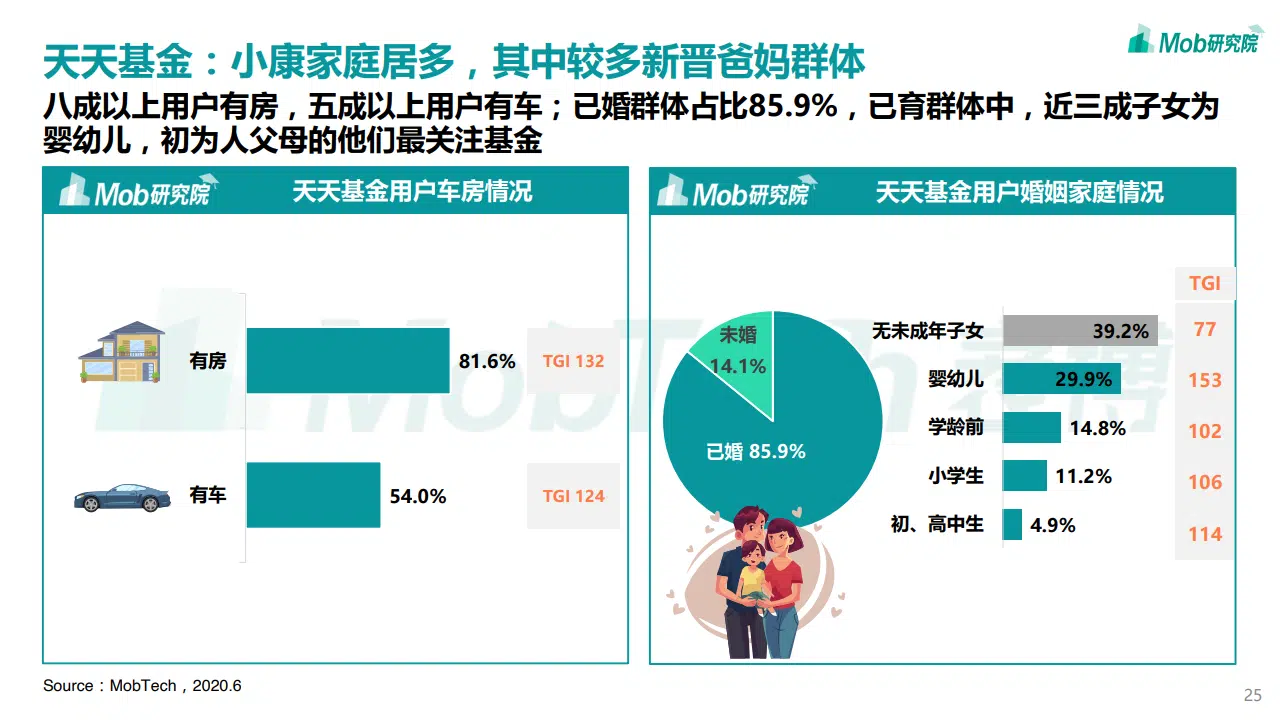 Mob研究院
天天基金：小康家庭居多，其中较多新晋爸妈群体
八成以上用户有房，五成以上用户有车；已婚群体占比85.9%，已育群体中，近三成子女为
婴幼儿，初为人父母的他们最关注基金
Mob研究院
天天基金用户车房情况
有房
81.6%
TGI 132
有车
54.0%
TGI 124
Mob研究院
天天基金用户婚姻家庭情况
未婚
14.1%
已婚 85.9%
TGI
无未成年子女
39.2%
77
婴幼儿
29.9%
153
学龄前
14.8%
102
小学生
11.2%
106
初、高中生
4.9%
114
MobTech
Source：MobTech，2020.6
25